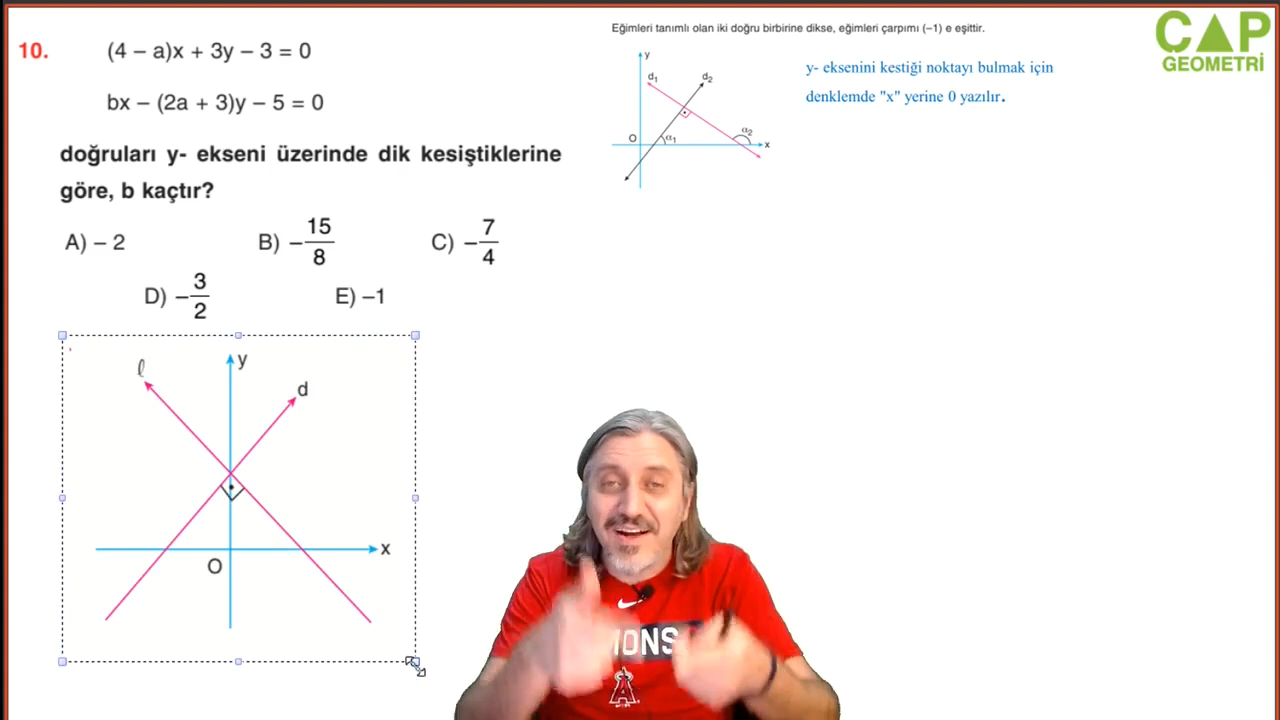 Eğimleri tanımlı olan iki doğru birbirine dikse, eğimleri çarpımı (–1) e eşittir.
CAP
GEOMETRİ
10. (4 – a)x + 3y – 3 = 0
bx – (2a + 3)y – 5 = 0
doğruları y- ekseni üzerinde dik kesiştiklerine
göre, b kaçtır?
A) – 2 B) –15/8 C) –7/4
D) –3/2 E) –1
y
d₁ d₂
O α₁ α₂ x
y- eksenini kestiği noktayı bulmak için
denklemde "x" yerine 0 yazılır.
ℓ y
d
x
O
A